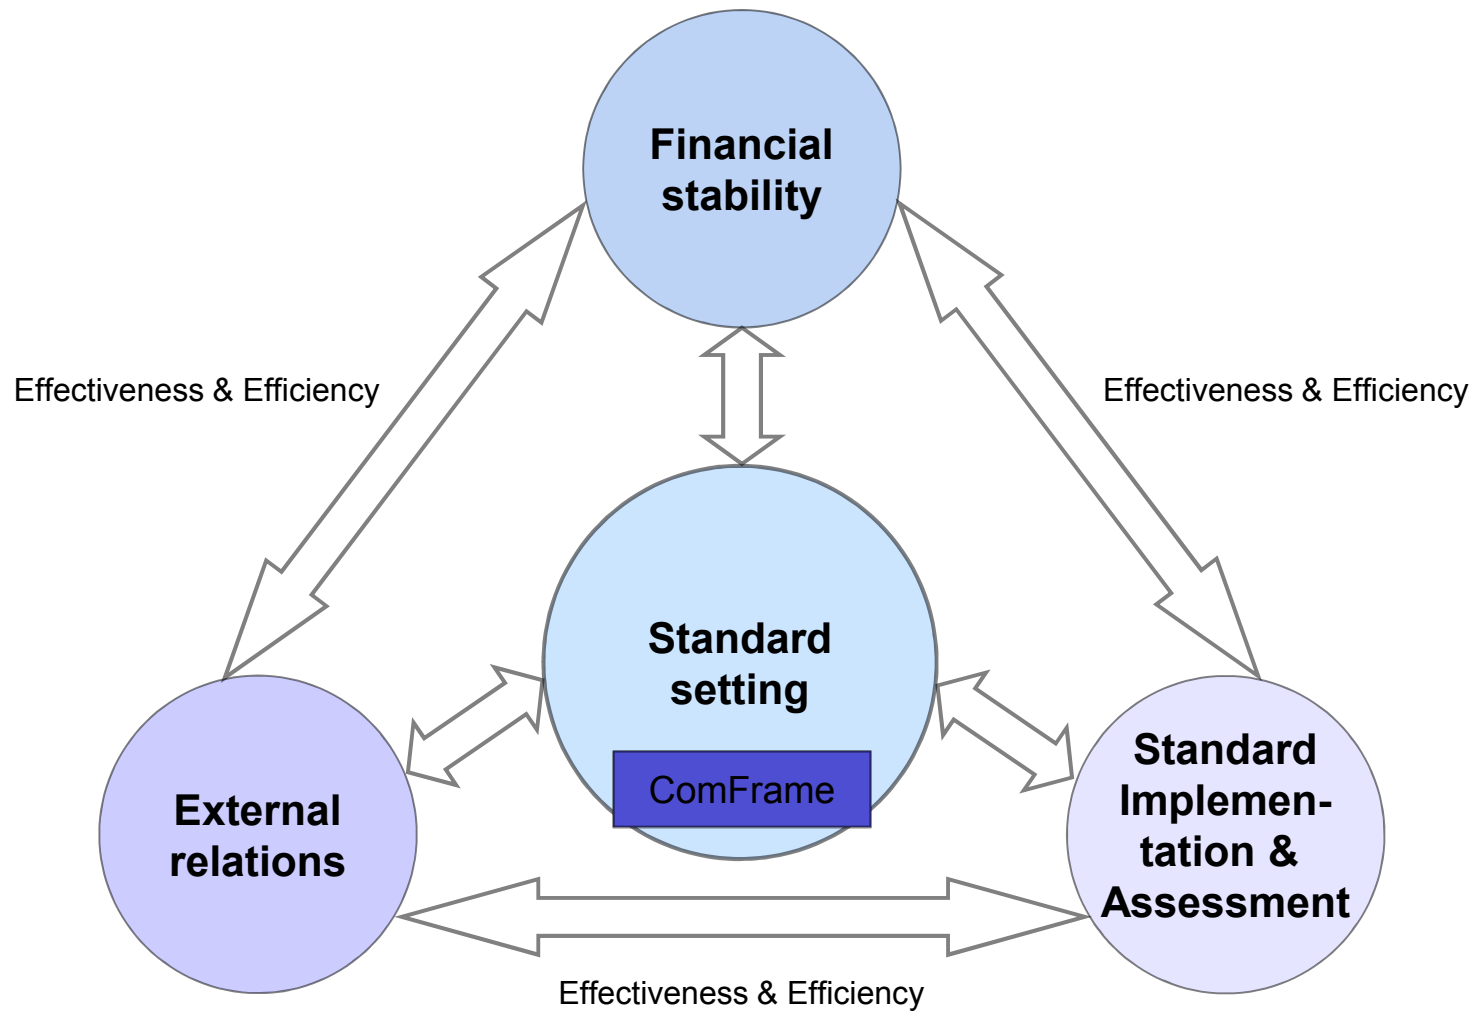 Financial
stability
Effectiveness & Efficiency
Effectiveness & Efficiency
Standard
setting
ComFrame
External
relations
Standard
Implemen-
tation &
Assessment
Effectiveness & Efficiency